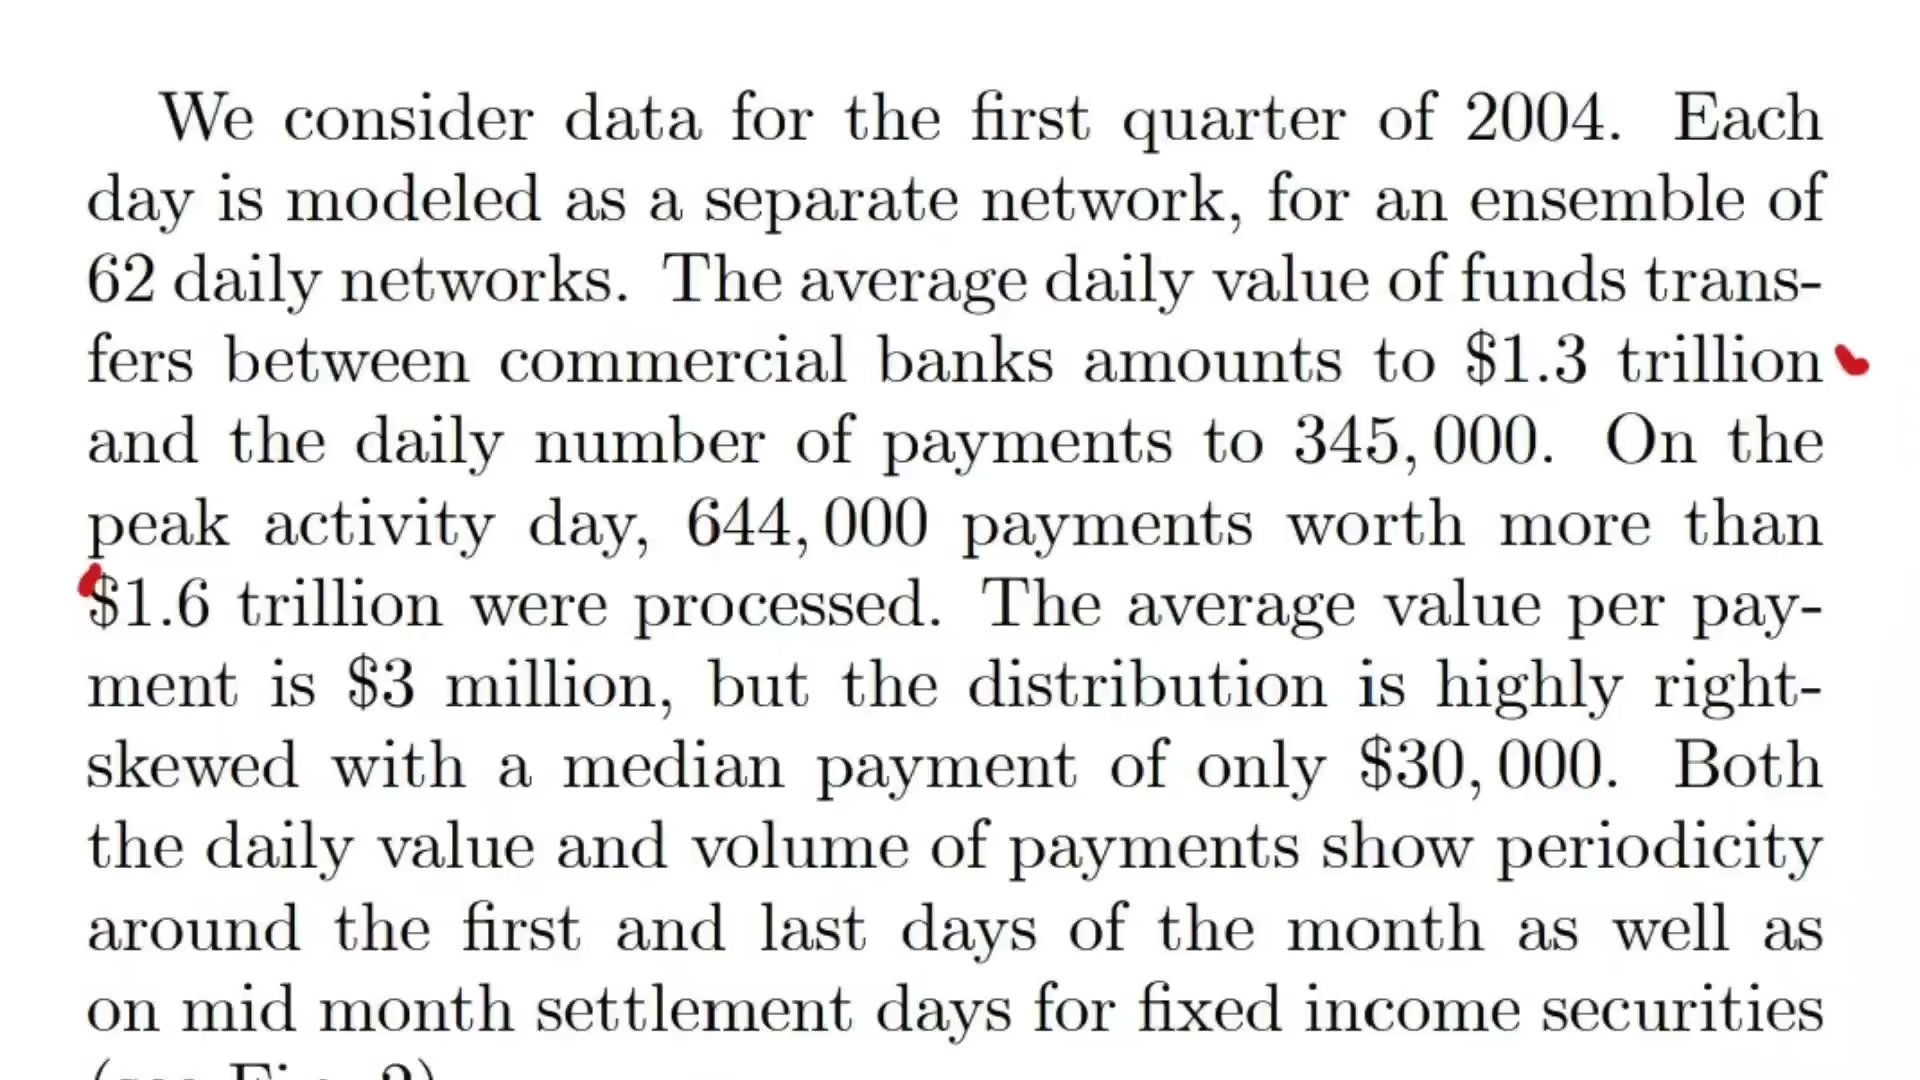 We consider data for the first quarter of 2004. Each
day is modeled as a separate network, for an ensemble of
62 daily networks. The average daily value of funds trans-
fers between commercial banks amounts to $1.3 trillion
and the daily number of payments to 345, 000. On the
peak activity day, 644, 000 payments worth more than
$1.6 trillion were processed. The average value per pay-
ment is $3 million, but the distribution is highly right-
skewed with a median payment of only $30, 000. Both
the daily value and volume of payments show periodicity
around the first and last days of the month as well as
on mid month settlement days for fixed income securities
(see Fig. 2)